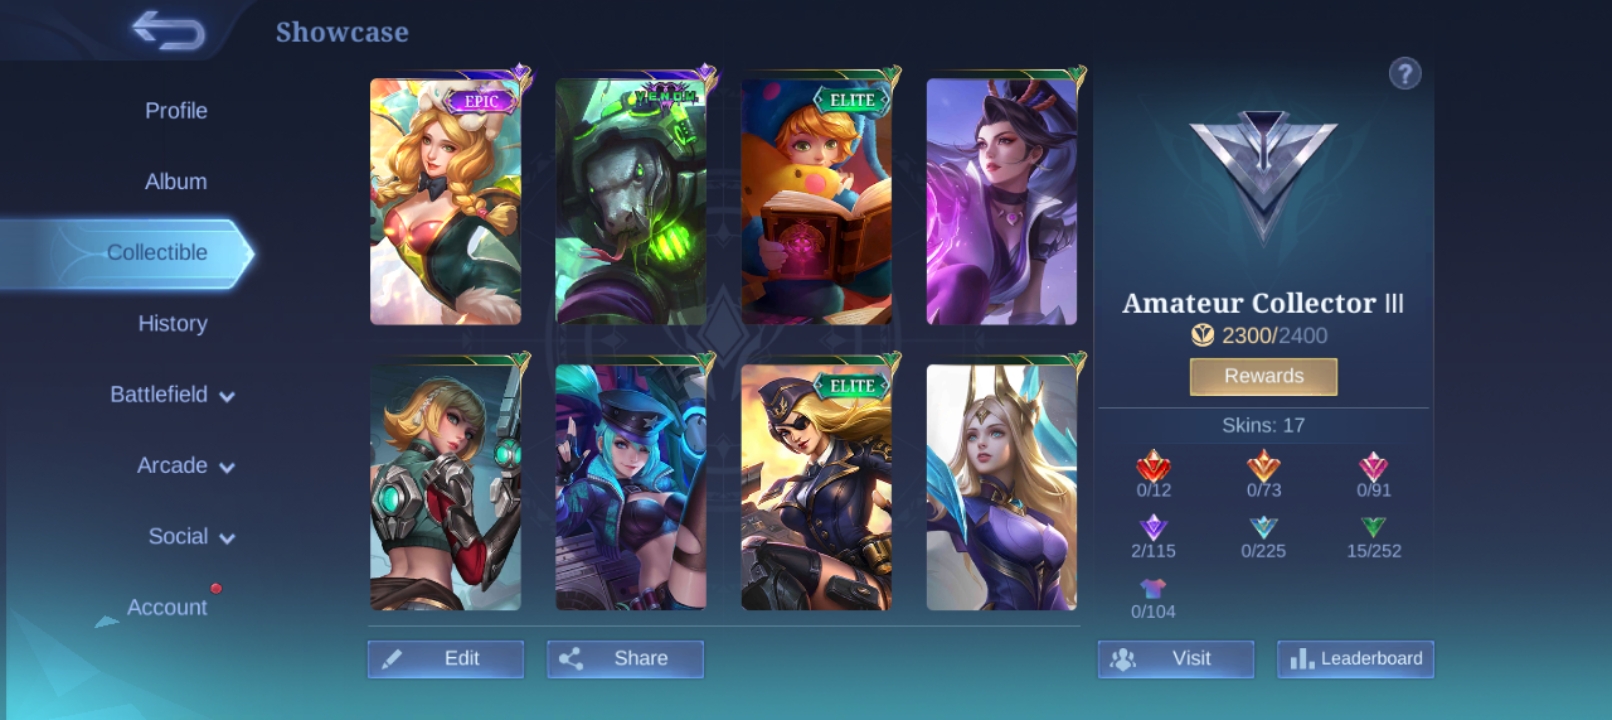 Showcase
Profile
Album
Collectible
History
Battlefield
Arcade
Social
Account
EPIC
V.E.N.O.M.
ELITE
ELITE
Edit
Share
?
Amateur Collector III
2300/2400
Rewards
Skins: 17
0/12
0/73
0/91
2/115
0/225
15/252
0/104
Visit
Leaderboard